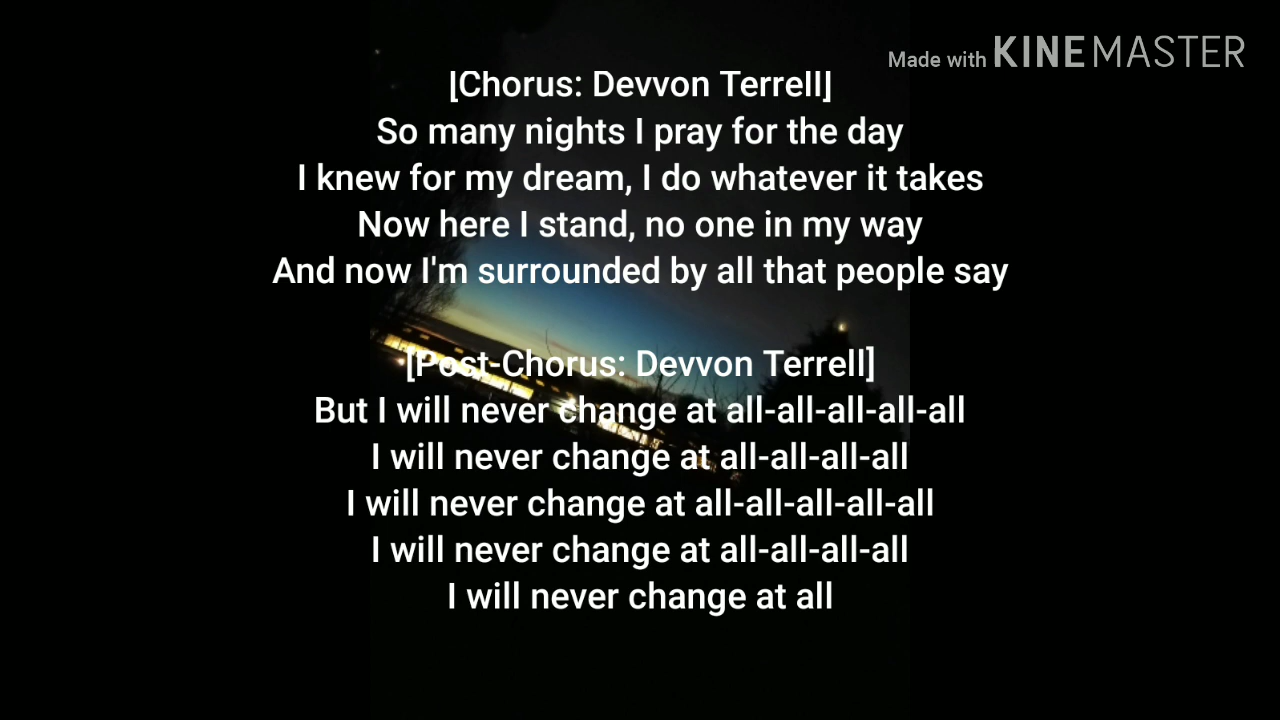 Made with KINEMASTER
[Chorus: Devvon Terrell]
So many nights I pray for the day
I knew for my dream, I do whatever it takes
Now here I stand, no one in my way
And now I'm surrounded by all that people say
[Post-Chorus: Devvon Terrell]
But I will never change at all-all-all-all-all
I will never change at all-all-all-all
I will never change at all-all-all-all-all
I will never change at all-all-all-all
I will never change at all